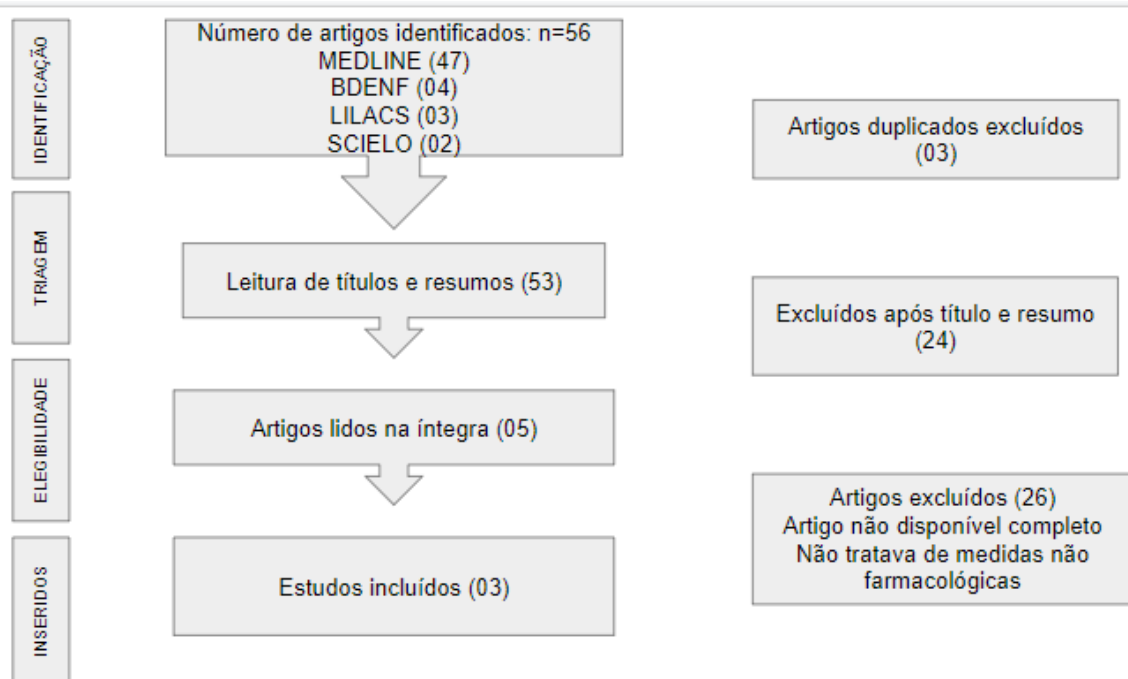 IDENTIFICAÇÃO
Número de artigos identificados: n=56
MEDLINE (47)
BDENF (04)
LILACS (03)
SCIELO (02)
Artigos duplicados excluídos
(03)
TRIAGEM
Leitura de títulos e resumos (53)
Excluídos após título e resumo
(24)
ELEGIBILIDADE
Artigos lidos na íntegra (05)
Artigos excluídos (26)
Artigo não disponível completo
Não tratava de medidas não
farmacológicas
INSERIDOS
Estudos incluídos (03)